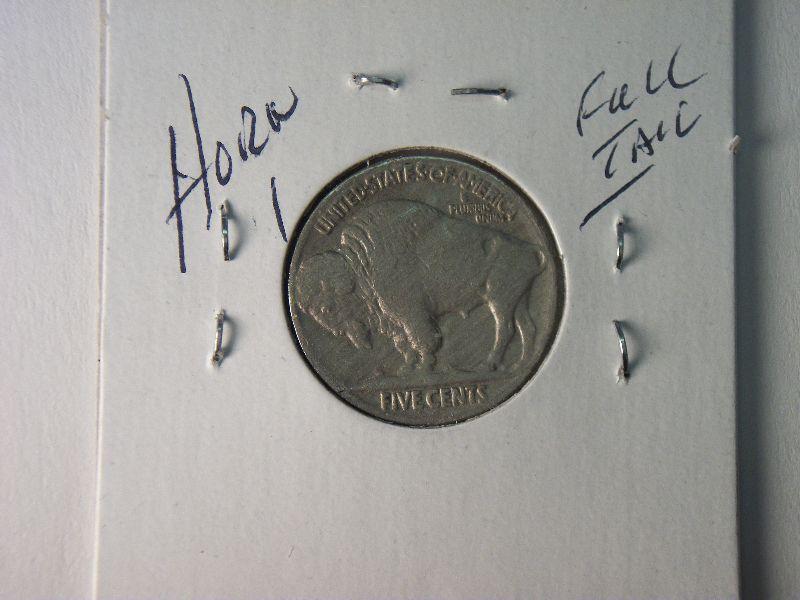 HORN
1
FULL
TAIL
UNITED STATES OF AMERICA
PLURIBUS
UNUM
FIVE CENTS